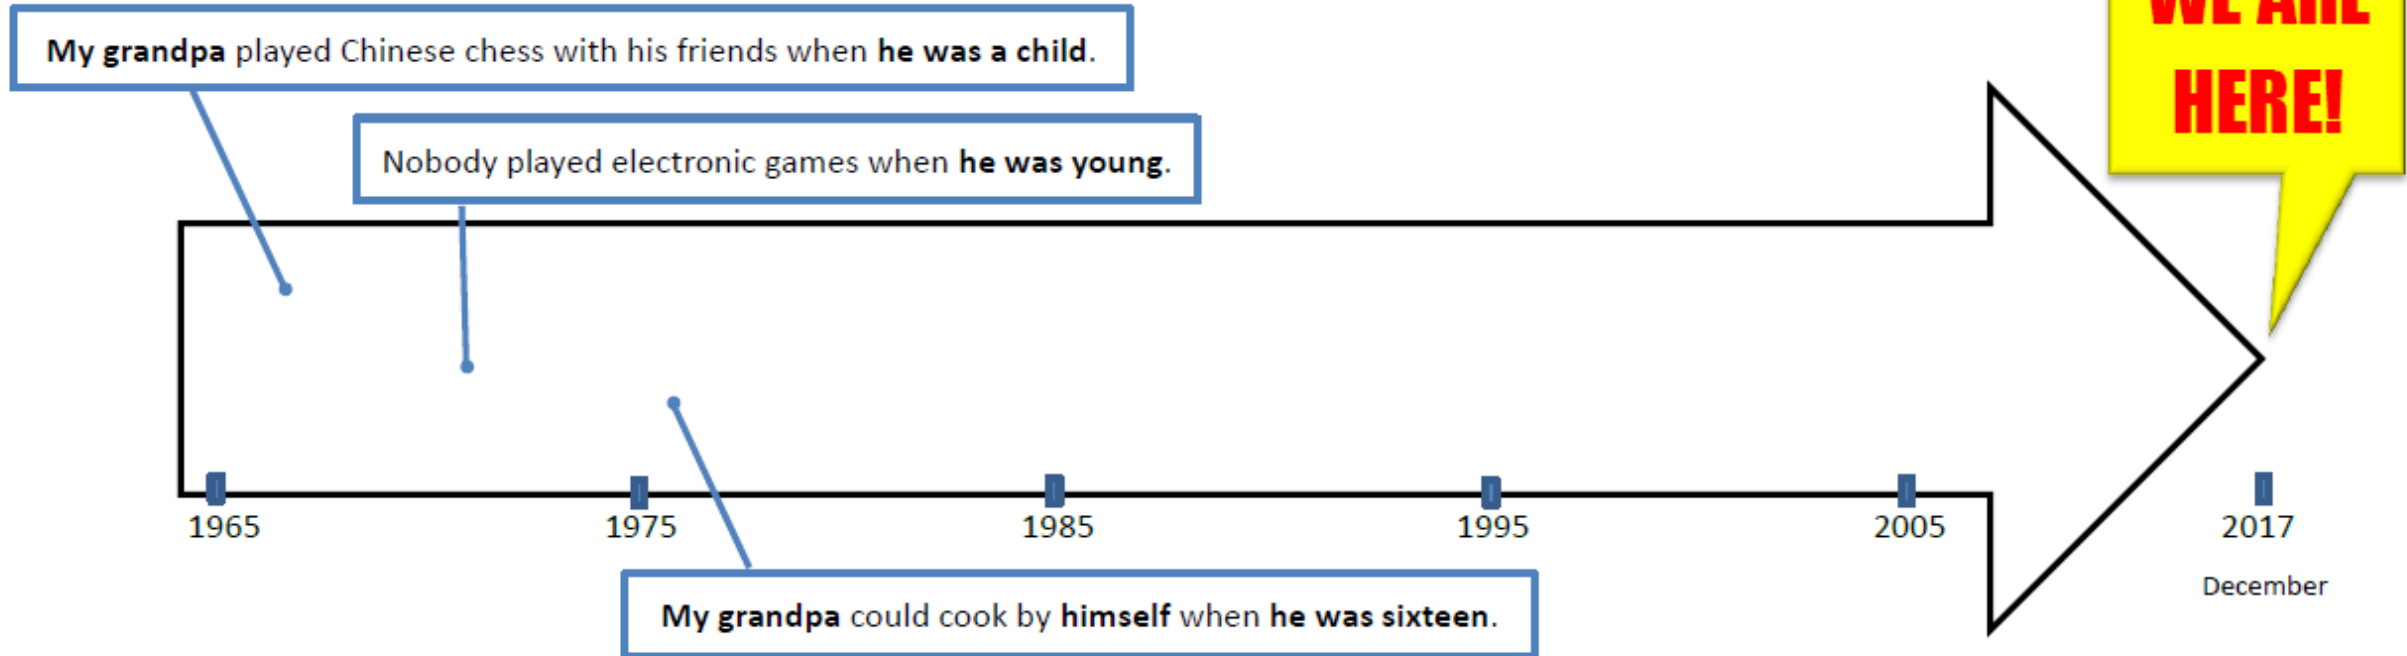 WE ARE
HERE!
My grandpa played Chinese chess with his friends when he was a child.
Nobody played electronic games when he was young.
1965
1975
1985
1995
2005
2017
December
My grandpa could cook by himself when he was sixteen.